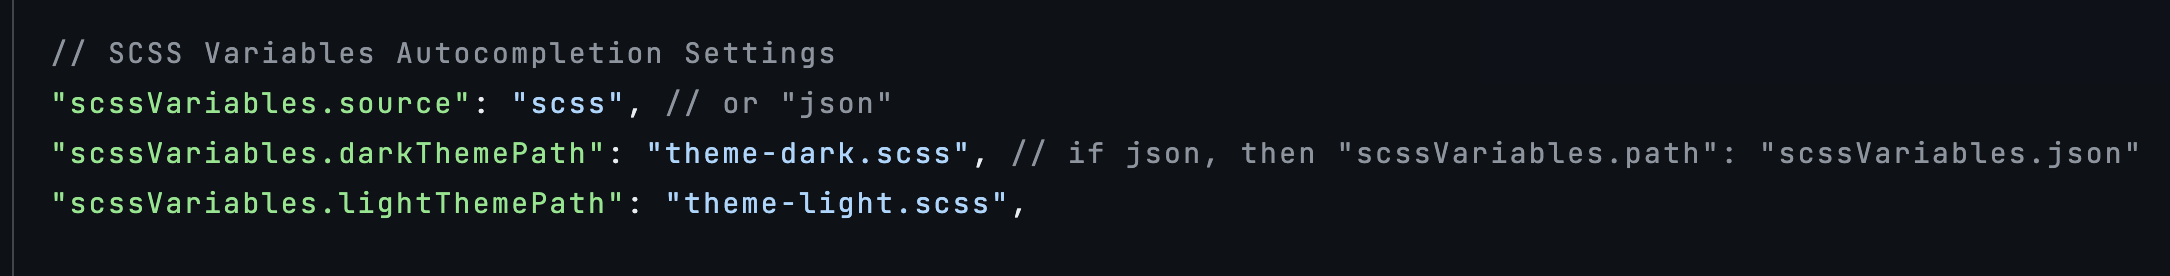 // SCSS Variables Autocompletion Settings
"scssVariables.source": "scss", // or "json"
"scssVariables.darkThemePath": "theme-dark.scss", // if json, then "scssVariables.path": "scssVariables.json"
"scssVariables.lightThemePath": "theme-light.scss",